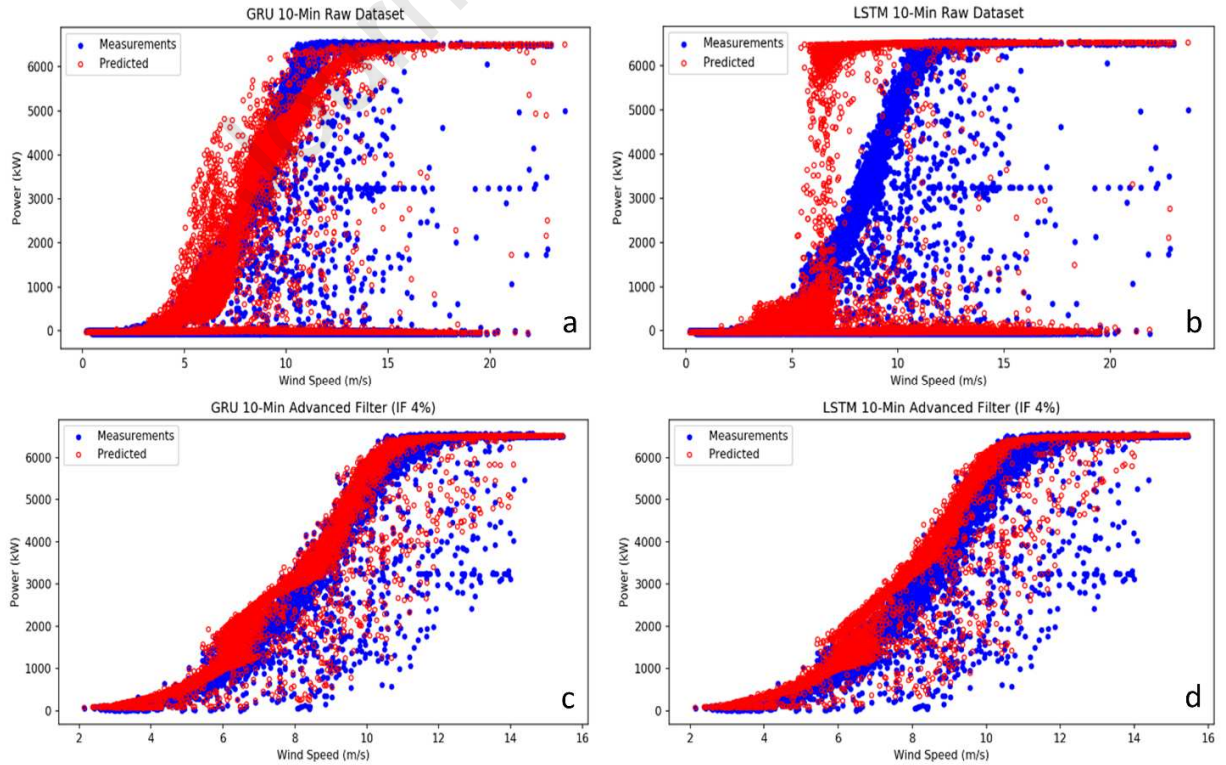 GRU 10-Min Raw Dataset
Measurements
Predicted
Power (kW)
6000
5000
4000
3000
2000
1000
0
0 5 10 15 20
Wind Speed (m/s)
a
LSTM 10-Min Raw Dataset
Measurements
Predicted
Power (kW)
6000
5000
4000
3000
2000
1000
0
0 5 10 15 20
Wind Speed (m/s)
b
GRU 10-Min Advanced Filter (IF 4%)
Measurements
Predicted
Power (kW)
6000
5000
4000
3000
2000
1000
0
2 4 6 8 10 12 14 16
Wind Speed (m/s)
c
LSTM 10-Min Advanced Filter (IF 4%)
Measurements
Predicted
Power (kW)
6000
5000
4000
3000
2000
1000
0
2 4 6 8 10 12 14 16
Wind Speed (m/s)
d